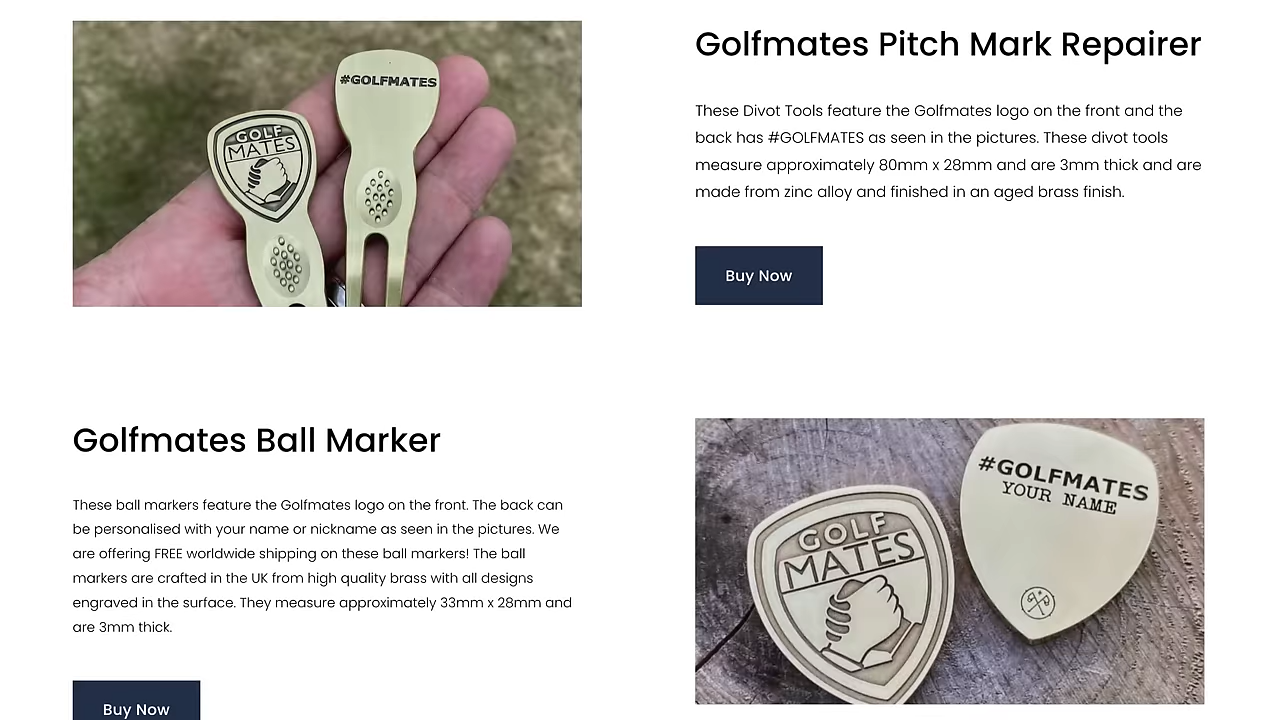 GOLF
MATES
#GOLFMATES
Golfmates Pitch Mark Repairer
These Divot Tools feature the Golfmates logo on the front and the
back has #GOLFMATES as seen in the pictures. These divot tools
measure approximately 80mm x 28mm and are 3mm thick and are
made from zinc alloy and finished in an aged brass finish.
Buy Now
Golfmates Ball Marker
These ball markers feature the Golfmates logo on the front. The back can
be personalised with your name or nickname as seen in the pictures. We
are offering FREE worldwide shipping on these ball markers! The ball
markers are crafted in the UK from high quality brass with all designs
engraved in the surface. They measure approximately 33mm x 28mm and
are 3mm thick.
Buy Now
GOLF
MATES
#GOLFMATES
YOUR NAME